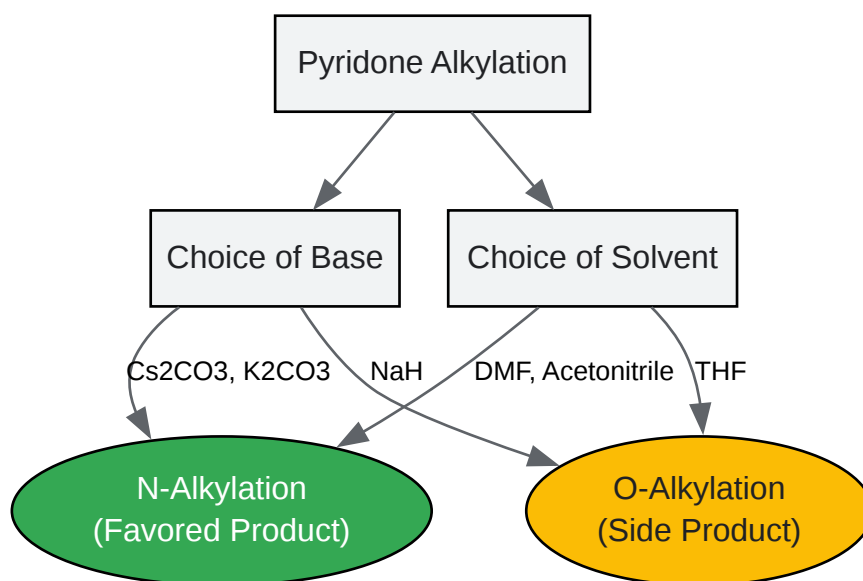 Pyridone Alkylation
Choice of Base
Choice of Solvent
Cs2CO3, K2CO3
NaH
DMF, Acetonitrile
THF
N-Alkylation
(Favored Product)
O-Alkylation
(Side Product)